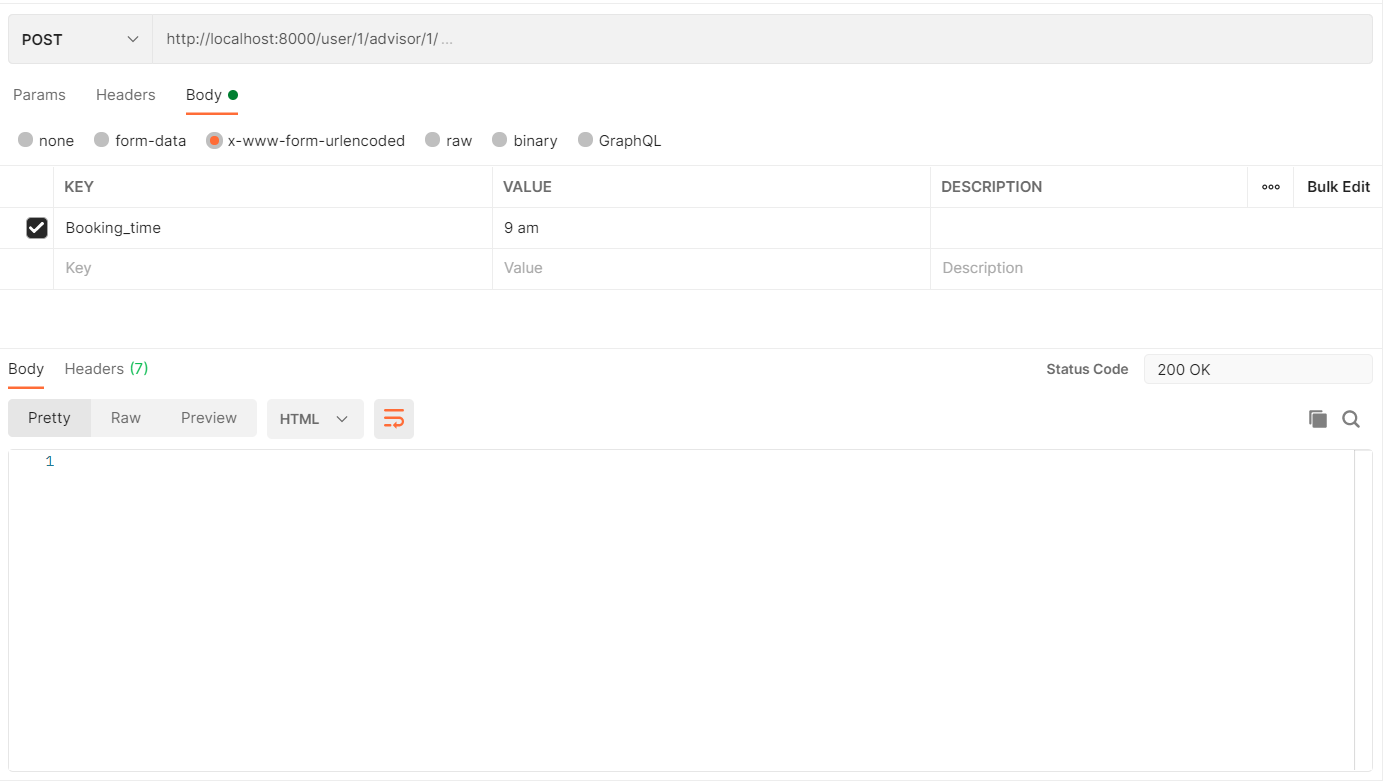 POST http://localhost:8000/user/1/advisor/1/ ...
Params Headers Body
none form-data x-www-form-urlencoded raw binary GraphQL
KEY VALUE DESCRIPTION ooo Bulk Edit
Booking_time 9 am
Key Value Description
Body Headers (7) Status Code 200 OK
Pretty Raw Preview HTML
1